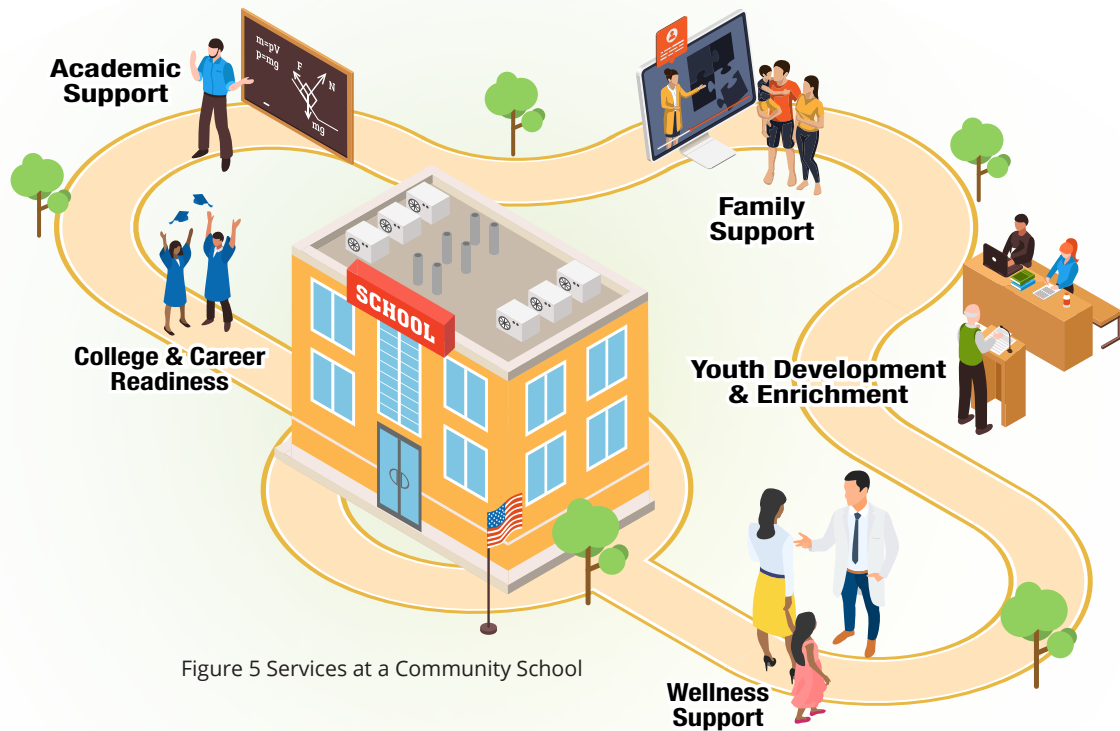 Academic
Support
m=pV
p=mg
F
N
mg
Family
Support
SCHOOL
College & Career
Readiness
Youth Development
& Enrichment
Figure 5 Services at a Community School
Wellness
Support